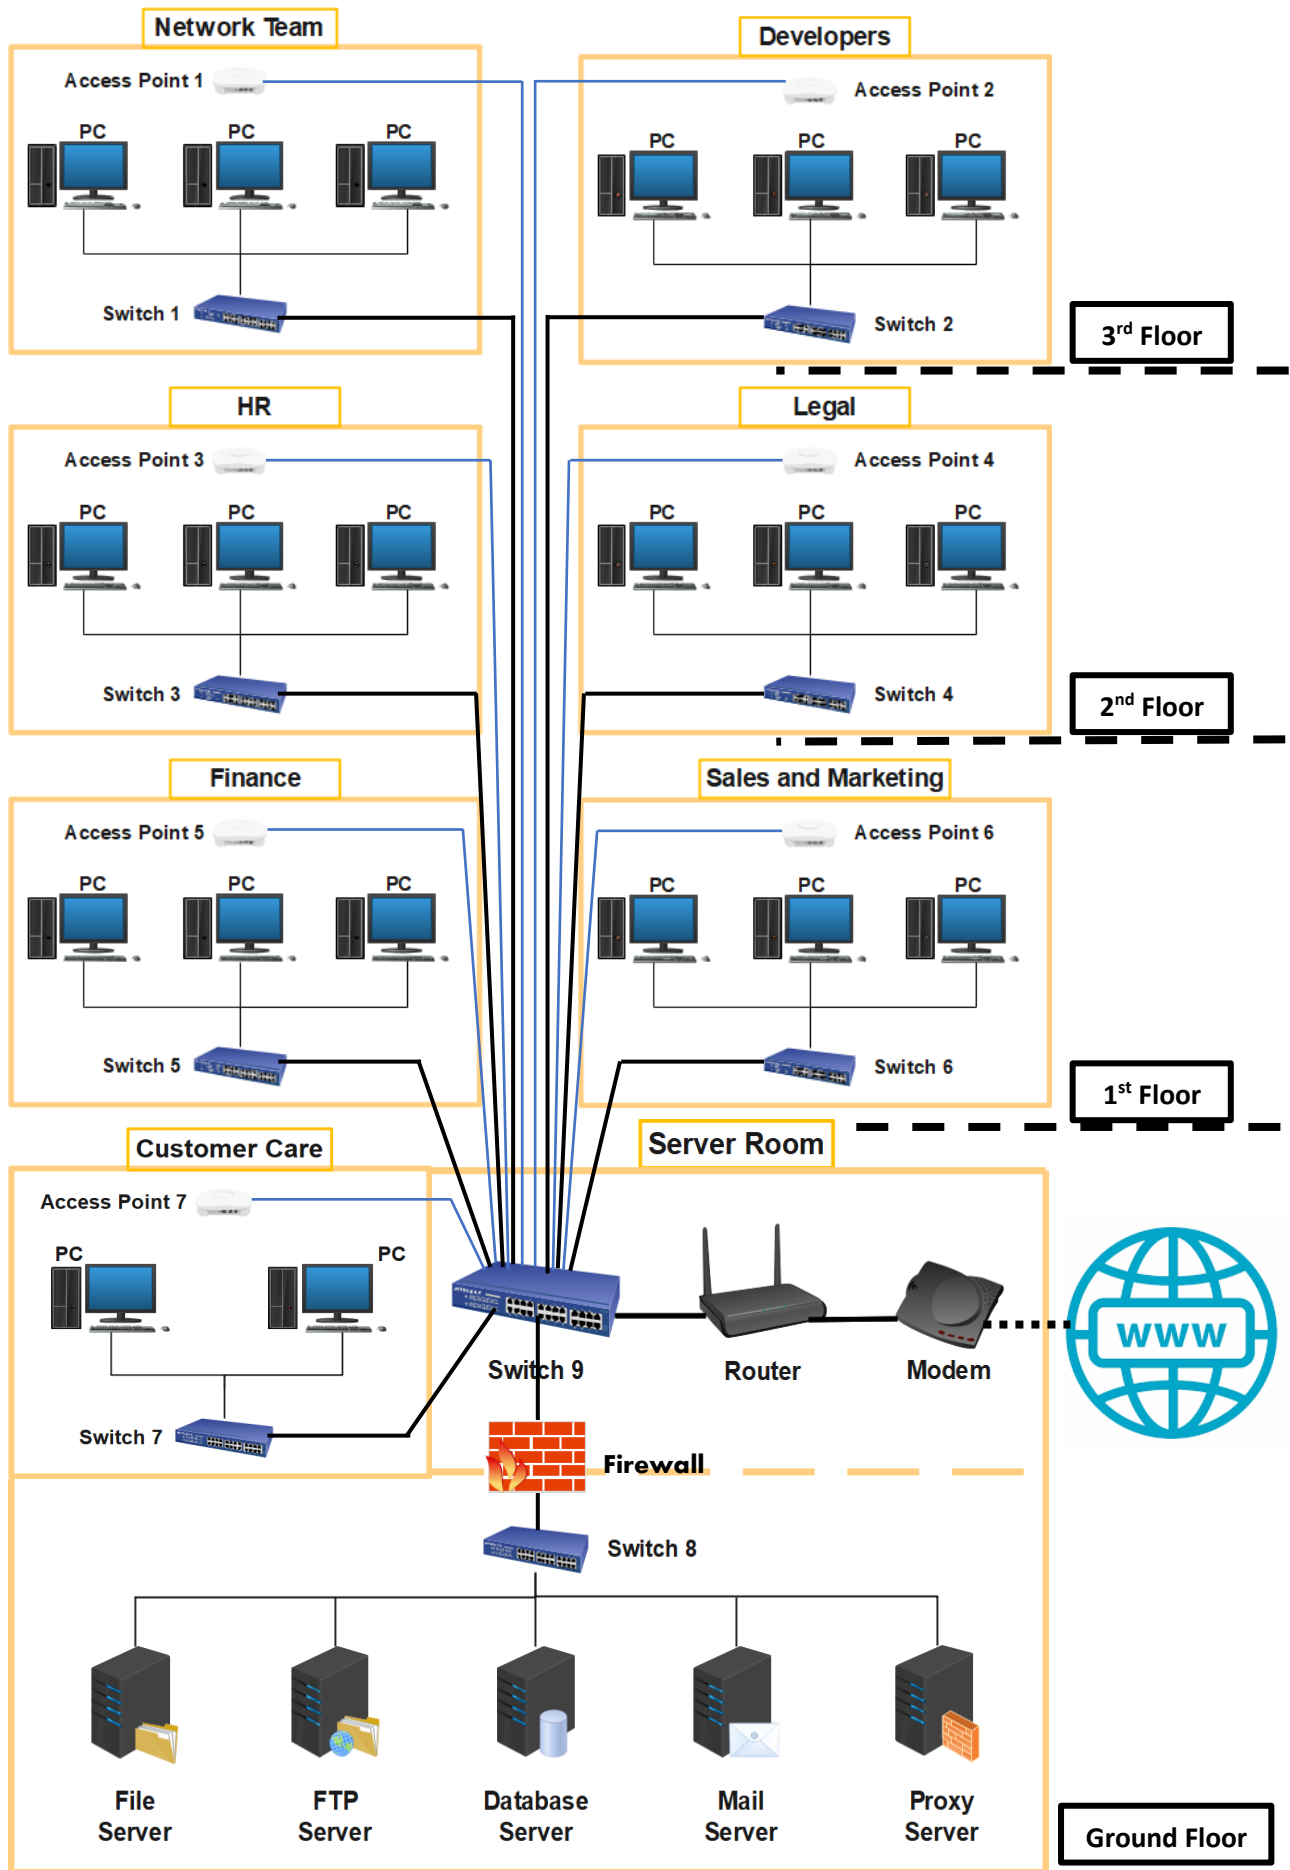 Network Team
Access Point 1
PC
PC
PC
Switch 1
Developers
Access Point 2
PC
PC
PC
Switch 2
3rd Floor
HR
Access Point 3
PC
PC
PC
Switch 3
Legal
Access Point 4
PC
PC
PC
Switch 4
2nd Floor
Finance
Access Point 5
PC
PC
PC
Switch 5
Sales and Marketing
Access Point 6
PC
PC
PC
Switch 6
1st Floor
Customer Care
Access Point 7
PC
PC
Switch 7
Server Room
Switch 9
Router
Modem
WWW
Firewall
Switch 8
File
Server
FTP
Server
Database
Server
Mail
Server
Proxy
Server
Ground Floor